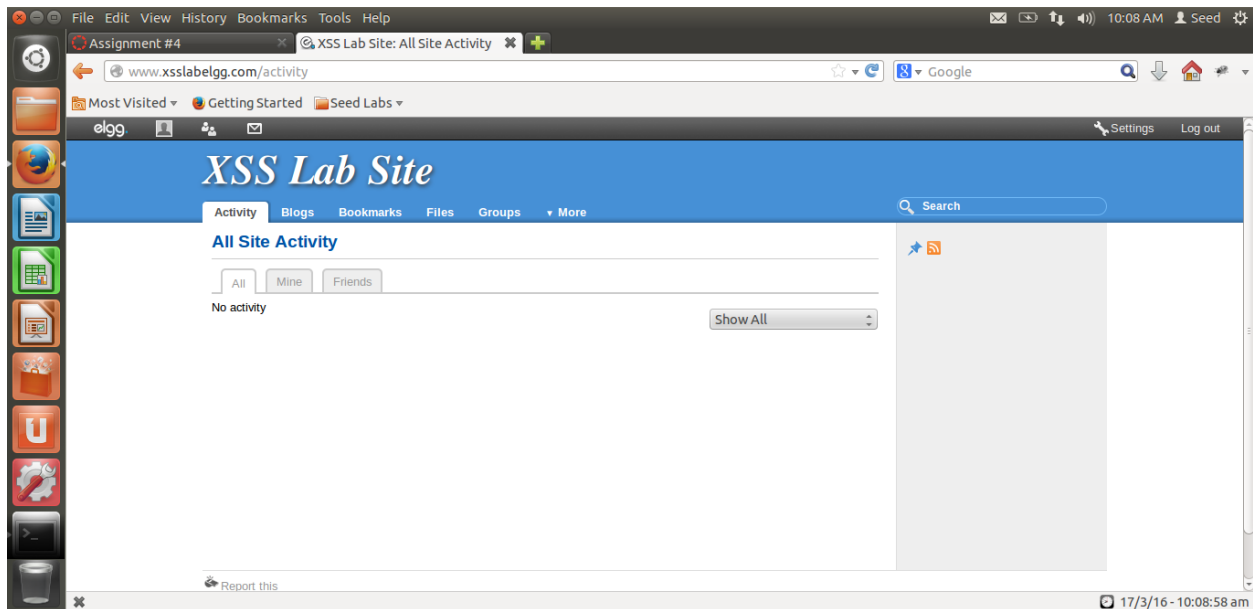 File Edit View History Bookmarks Tools Help 10:08 AM Seed
Assignment #4 XSS Lab Site: All Site Activity
www.xsslabelgg.com/activity Google
Most Visited Getting Started Seed Labs
elgg. Settings Log out
XSS Lab Site
Activity Blogs Bookmarks Files Groups More Search
All Site Activity
All Mine Friends
No activity
Show All
Report this
17/3/16 - 10:08:58 am